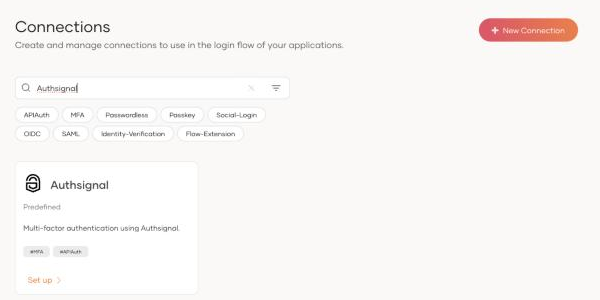 Connections
Create and manage connections to use in the login flow of your applications.
New Connection
Authsignal
APIAuth MFA Passwordless Passkey Social-Login
OIDC SAML Identity-Verification Flow-Extension
Authsignal
Predefined
Multi-factor authentication using Authsignal.
#MFA #APIAuth
Set up